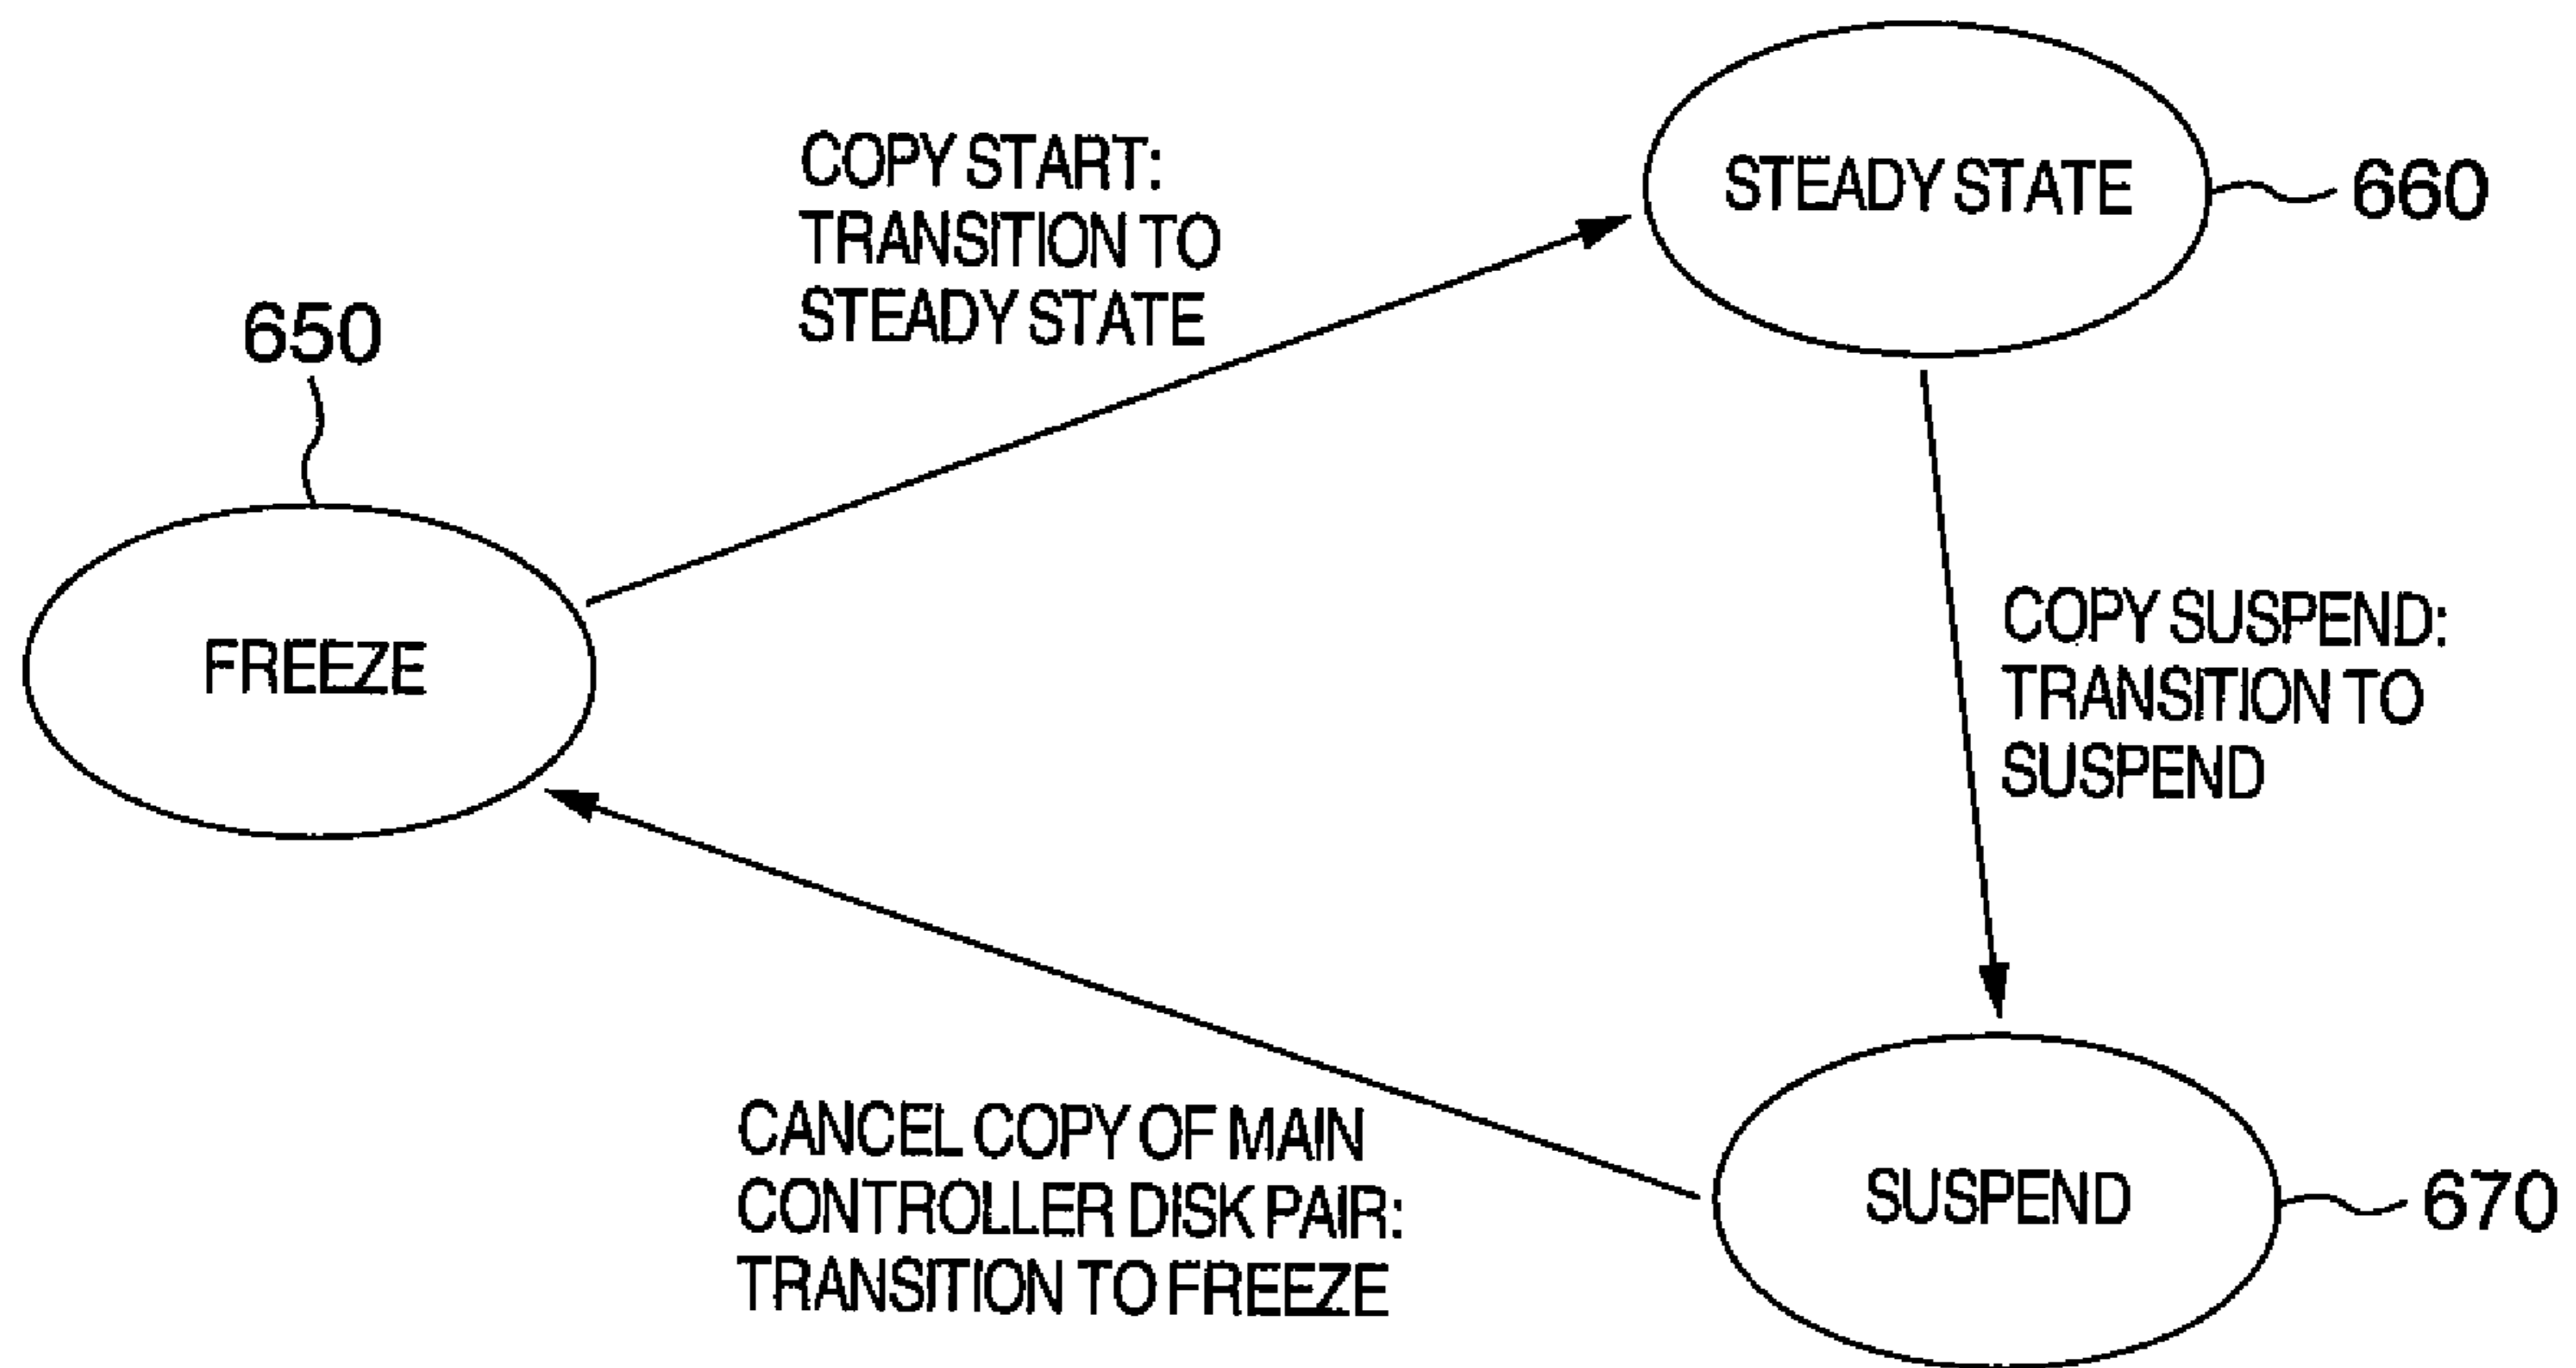 COPY START:
TRANSITION TO
STEADY STATE
STEADY STATE
660
650
FREEZE
COPY SUSPEND:
TRANSITION TO
SUSPEND
CANCEL COPY OF MAIN
CONTROLLER DISK PAIR:
TRANSITION TO FREEZE
SUSPEND
670